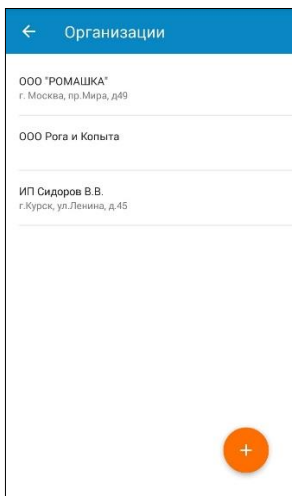 Организации
ООО "РОМАШКА"
г. Москва, пр.Мира, д49
ООО Рога и Копыта
ИП Сидоров В.В.
г.Курск, ул.Ленина, д.45